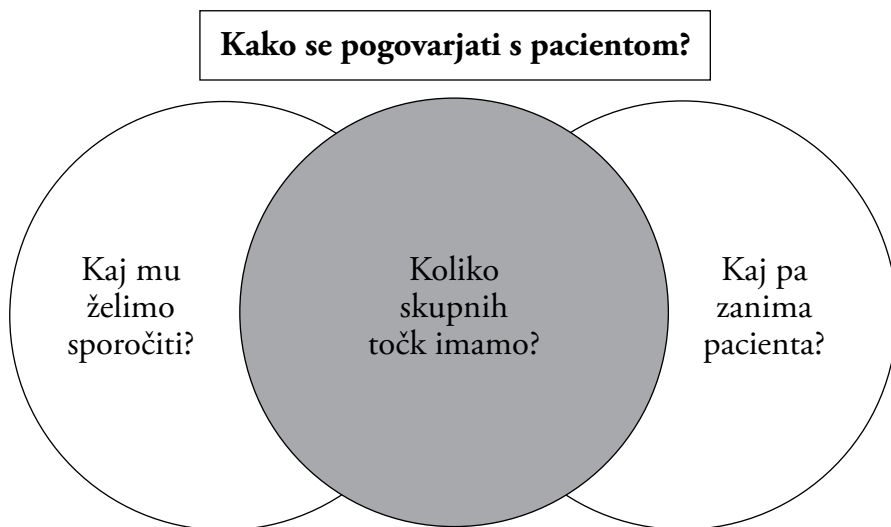 Kako se pogovarjati s pacientom?
Kaj mu
želimo
sporočiti?
Koliko
skupnih
točk imamo?
Kaj pa
zanima
pacienta?